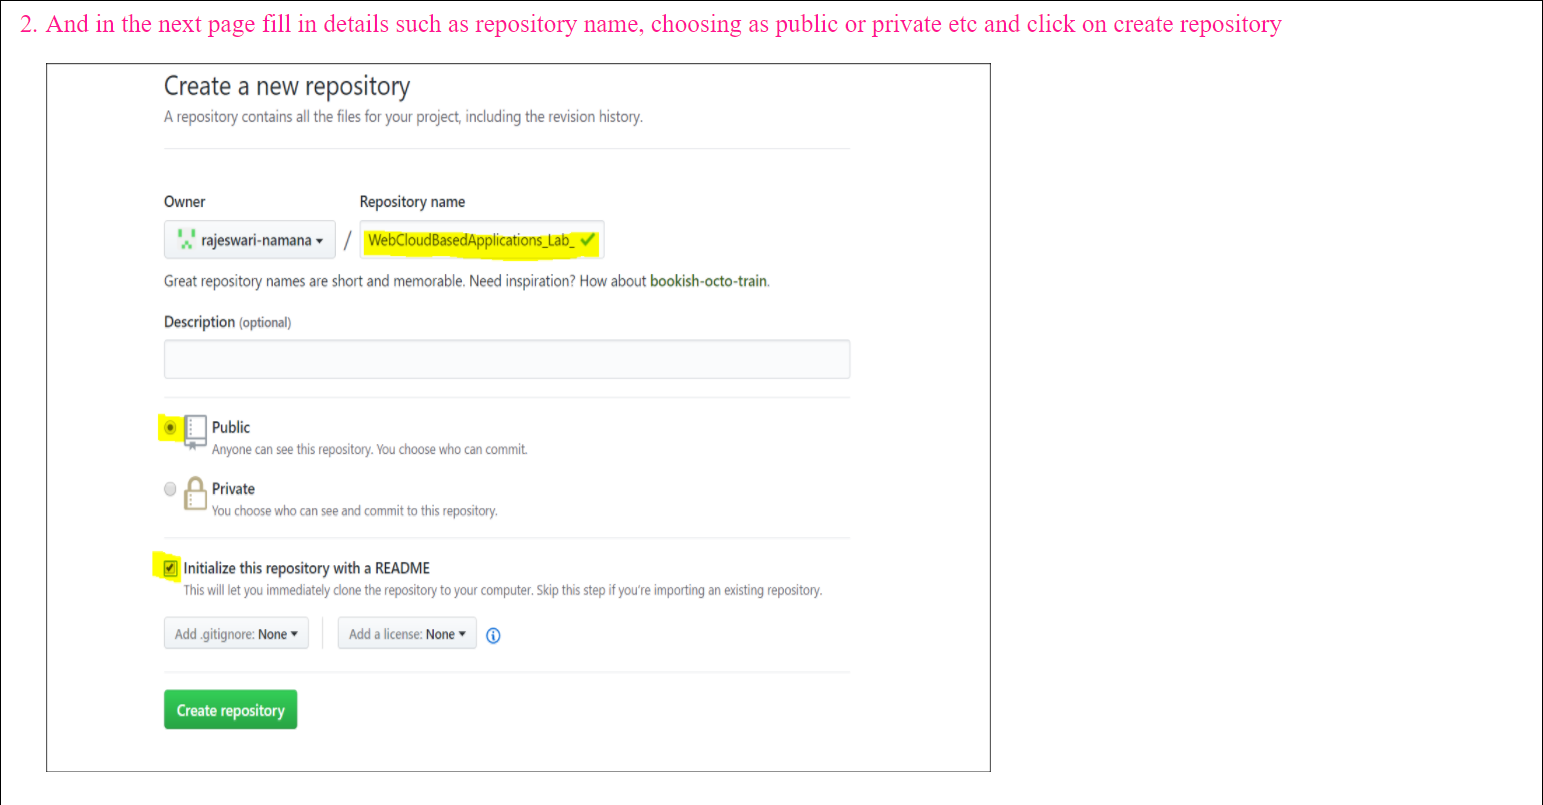 2. And in the next page fill in details such as repository name, choosing as public or private etc and click on create repository
Create a new repository
A repository contains all the files for your project, including the revision history.
Owner Repository name
rajeswari-namana / WebCloudBasedApplications_Lab_
Great repository names are short and memorable. Need inspiration? How about bookish-octo-train.
Description (optional)
Public
Anyone can see this repository. You choose who can commit.
Private
You choose who can see and commit to this repository.
Initialize this repository with a README
This will let you immediately clone the repository to your computer. Skip this step if you're importing an existing repository.
Add .gitignore: None Add a license: None
Create repository